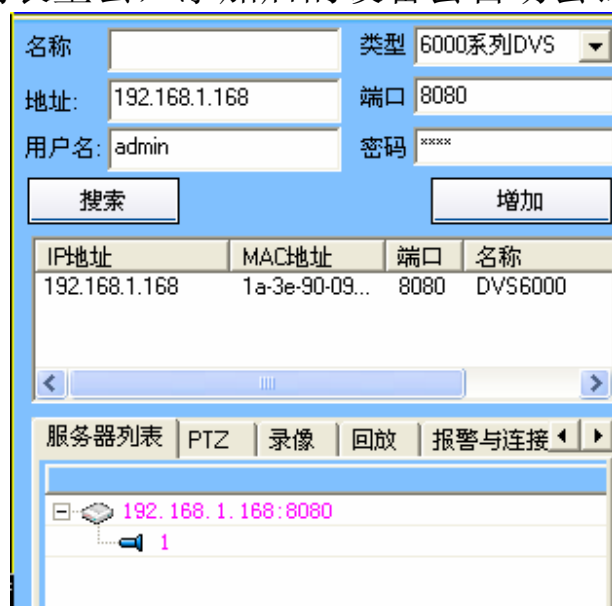 名称 类型 6000系列DVS
地址: 192.168.1.168 端口 8080
用户名: admin 密码 ****
搜索 增加
IP地址 MAC地址 端口 名称
192.168.1.168 1a-3e-90-09... 8080 DVS6000
服务器列表 PTZ 录像 回放 报警与连接
192.168.1.168:8080
1